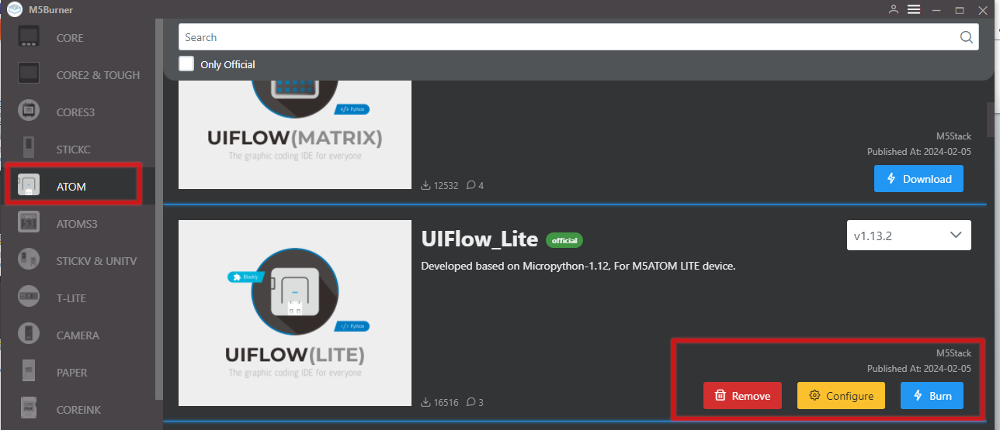 M5Burner
CORE
CORE2 & TOUGH
CORES3
STICKC
ATOM
ATOMS3
STICKV & UNITV
T-LITE
CAMERA
PAPER
COREINK
Search
Only Official
</> Python
UIFLOW(MATRIX)
The graphic coding IDE for everyone
12532 4
M5Stack
Published At: 2024-02-05
Download
Blockly
</> Python
UIFLOW(LITE)
The graphic coding IDE for everyone
UIFlow_Lite official
v1.13.2
Developed based on Micropython-1.12, For M5ATOM LITE device.
16516 3
M5Stack
Published At: 2024-02-05
Remove Configure Burn